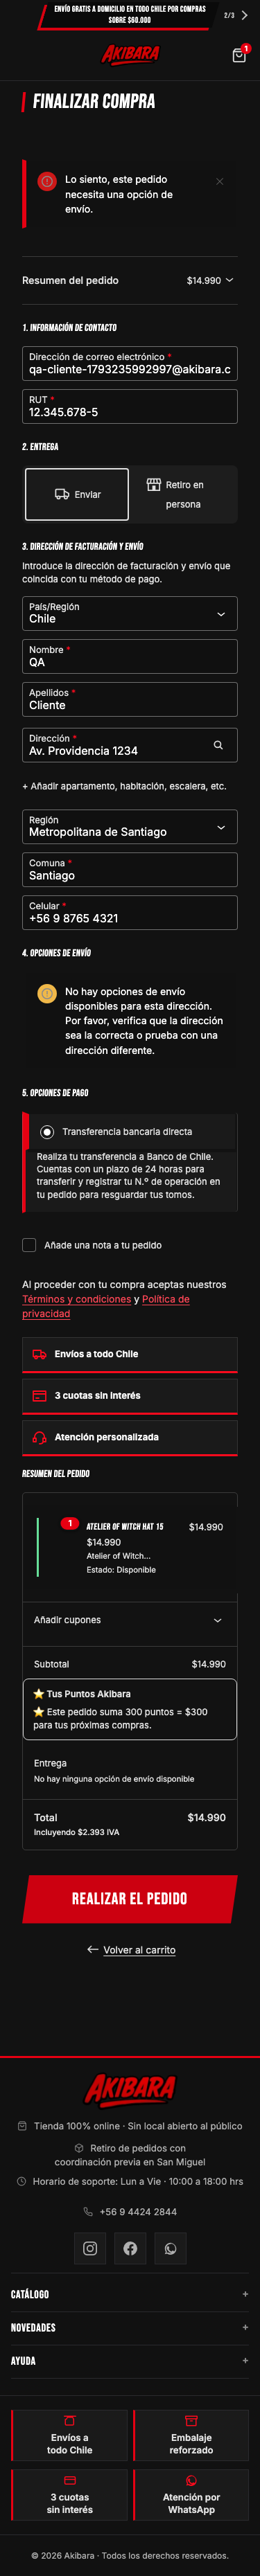 ENVÍO GRATIS A DOMICILIO EN TODO CHILE POR COMPRAS
SOBRE $60.000
2/3
AKIBARA
1
FINALIZAR COMPRA
Lo siento, este pedido
necesita una opción de
envío.
Resumen del pedido
$14.990
1. INFORMACIÓN DE CONTACTO
Dirección de correo electrónico *
qa-cliente-1793235992997@akibara.c
RUT *
12.345.678-5
2. ENTREGA
Enviar
Retiro en
persona
3. DIRECCIÓN DE FACTURACIÓN Y ENVÍO
Introduce la dirección de facturación y envío que
coincida con tu método de pago.
País/Región
Chile
Nombre *
QA
Apellidos *
Cliente
Dirección *
Av. Providencia 1234
+ Añadir apartamento, habitación, escalera, etc.
Región
Metropolitana de Santiago
Comuna *
Santiago
Celular *
+56 9 8765 4321
4. OPCIONES DE ENVÍO
No hay opciones de envío
disponibles para esta dirección.
Por favor, verifica que la dirección
sea la correcta o prueba con una
dirección diferente.
5. OPCIONES DE PAGO
Transferencia bancaria directa
Realiza tu transferencia a Banco de Chile.
Cuentas con un plazo de 24 horas para
transferir y registrar tu N.º de operación en
tu pedido para resguardar tus tomos.
Añade una nota a tu pedido
Al proceder con tu compra aceptas nuestros
Términos y condiciones y Política de
privacidad
Envíos a todo Chile
3 cuotas sin interés
Atención personalizada
RESUMEN DEL PEDIDO
1
ATELIER OF WITCH HAT 15
$14.990
$14.990
Atelier of Witch...
Estado: Disponible
Añadir cupones
Subtotal
$14.990
⭐ Tus Puntos Akibara
⭐ Este pedido suma 300 puntos = $300
para tus próximas compras.
Entrega
No hay ninguna opción de envío disponible
Total
$14.990
Incluyendo $2.393 IVA
REALIZAR EL PEDIDO
Volver al carrito
AKIBARA
Tienda 100% online · Sin local abierto al público
Retiro de pedidos con
coordinación previa en San Miguel
Horario de soporte: Lun a Vie · 10:00 a 18:00 hrs
+56 9 4424 2844
CATÁLOGO
+
NOVEDADES
+
AYUDA
+
Envíos a
todo Chile
Embalaje
reforzado
3 cuotas
sin interés
Atención por
WhatsApp
© 2026 Akibara · Todos los derechos reservados.